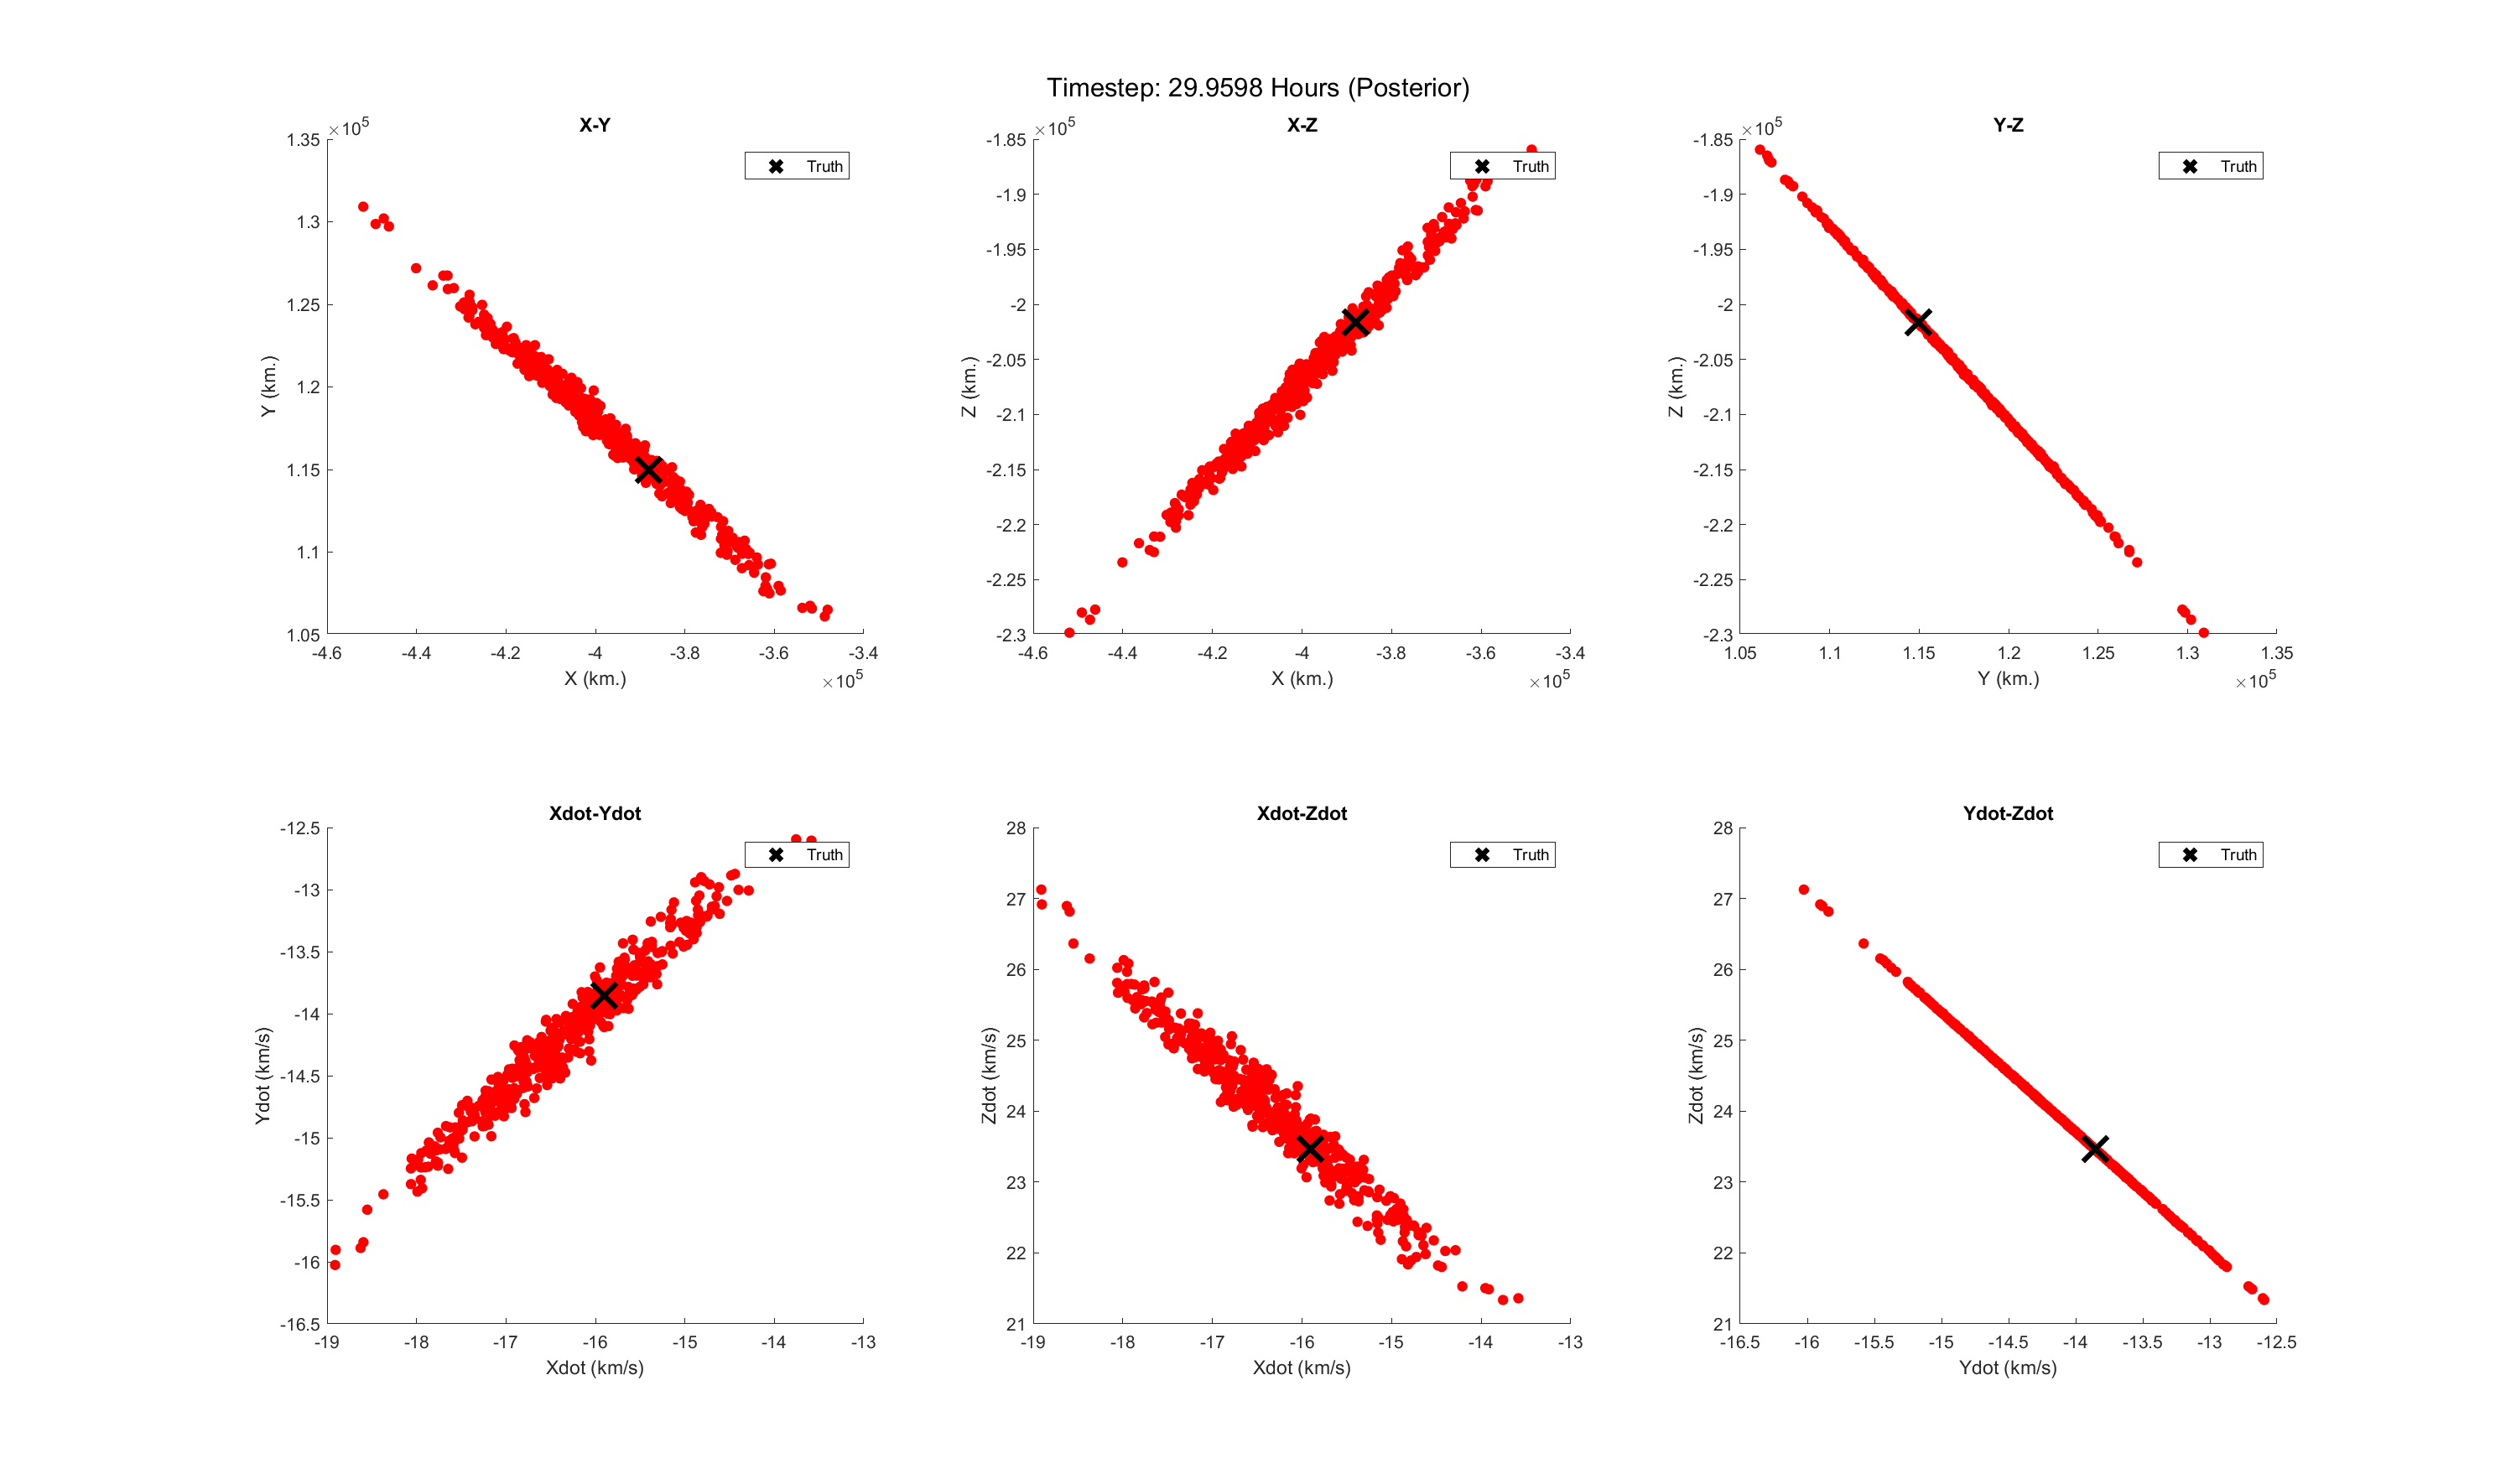 Timestep: 29.9598 Hours (Posterior)
X-Y
×10^5
1.35
1.3
1.25
1.2
1.15
1.1
1.05
Y (km.)
Truth
-4.6 -4.4 -4.2 -4 -3.8 -3.6 -3.4
X (km.)
×10^5
X-Z
×10^5
-1.85
-1.9
-1.95
-2
-2.05
-2.1
-2.15
-2.2
-2.25
-2.3
Z (km.)
Truth
-4.6 -4.4 -4.2 -4 -3.8 -3.6 -3.4
X (km.)
×10^5
Y-Z
×10^5
-1.85
-1.9
-1.95
-2
-2.05
-2.1
-2.15
-2.2
-2.25
-2.3
Z (km.)
Truth
1.05 1.1 1.15 1.2 1.25 1.3 1.35
Y (km.)
×10^5
Xdot-Ydot
-12.5
-13
-13.5
-14
-14.5
-15
-15.5
-16
-16.5
Ydot (km/s)
Truth
-19 -18 -17 -16 -15 -14 -13
Xdot (km/s)
Xdot-Zdot
28
27
26
25
24
23
22
21
Zdot (km/s)
Truth
-19 -18 -17 -16 -15 -14 -13
Xdot (km/s)
Ydot-Zdot
28
27
26
25
24
23
22
21
Zdot (km/s)
Truth
-16.5 -16 -15.5 -15 -14.5 -14 -13.5 -13 -12.5
Ydot (km/s)